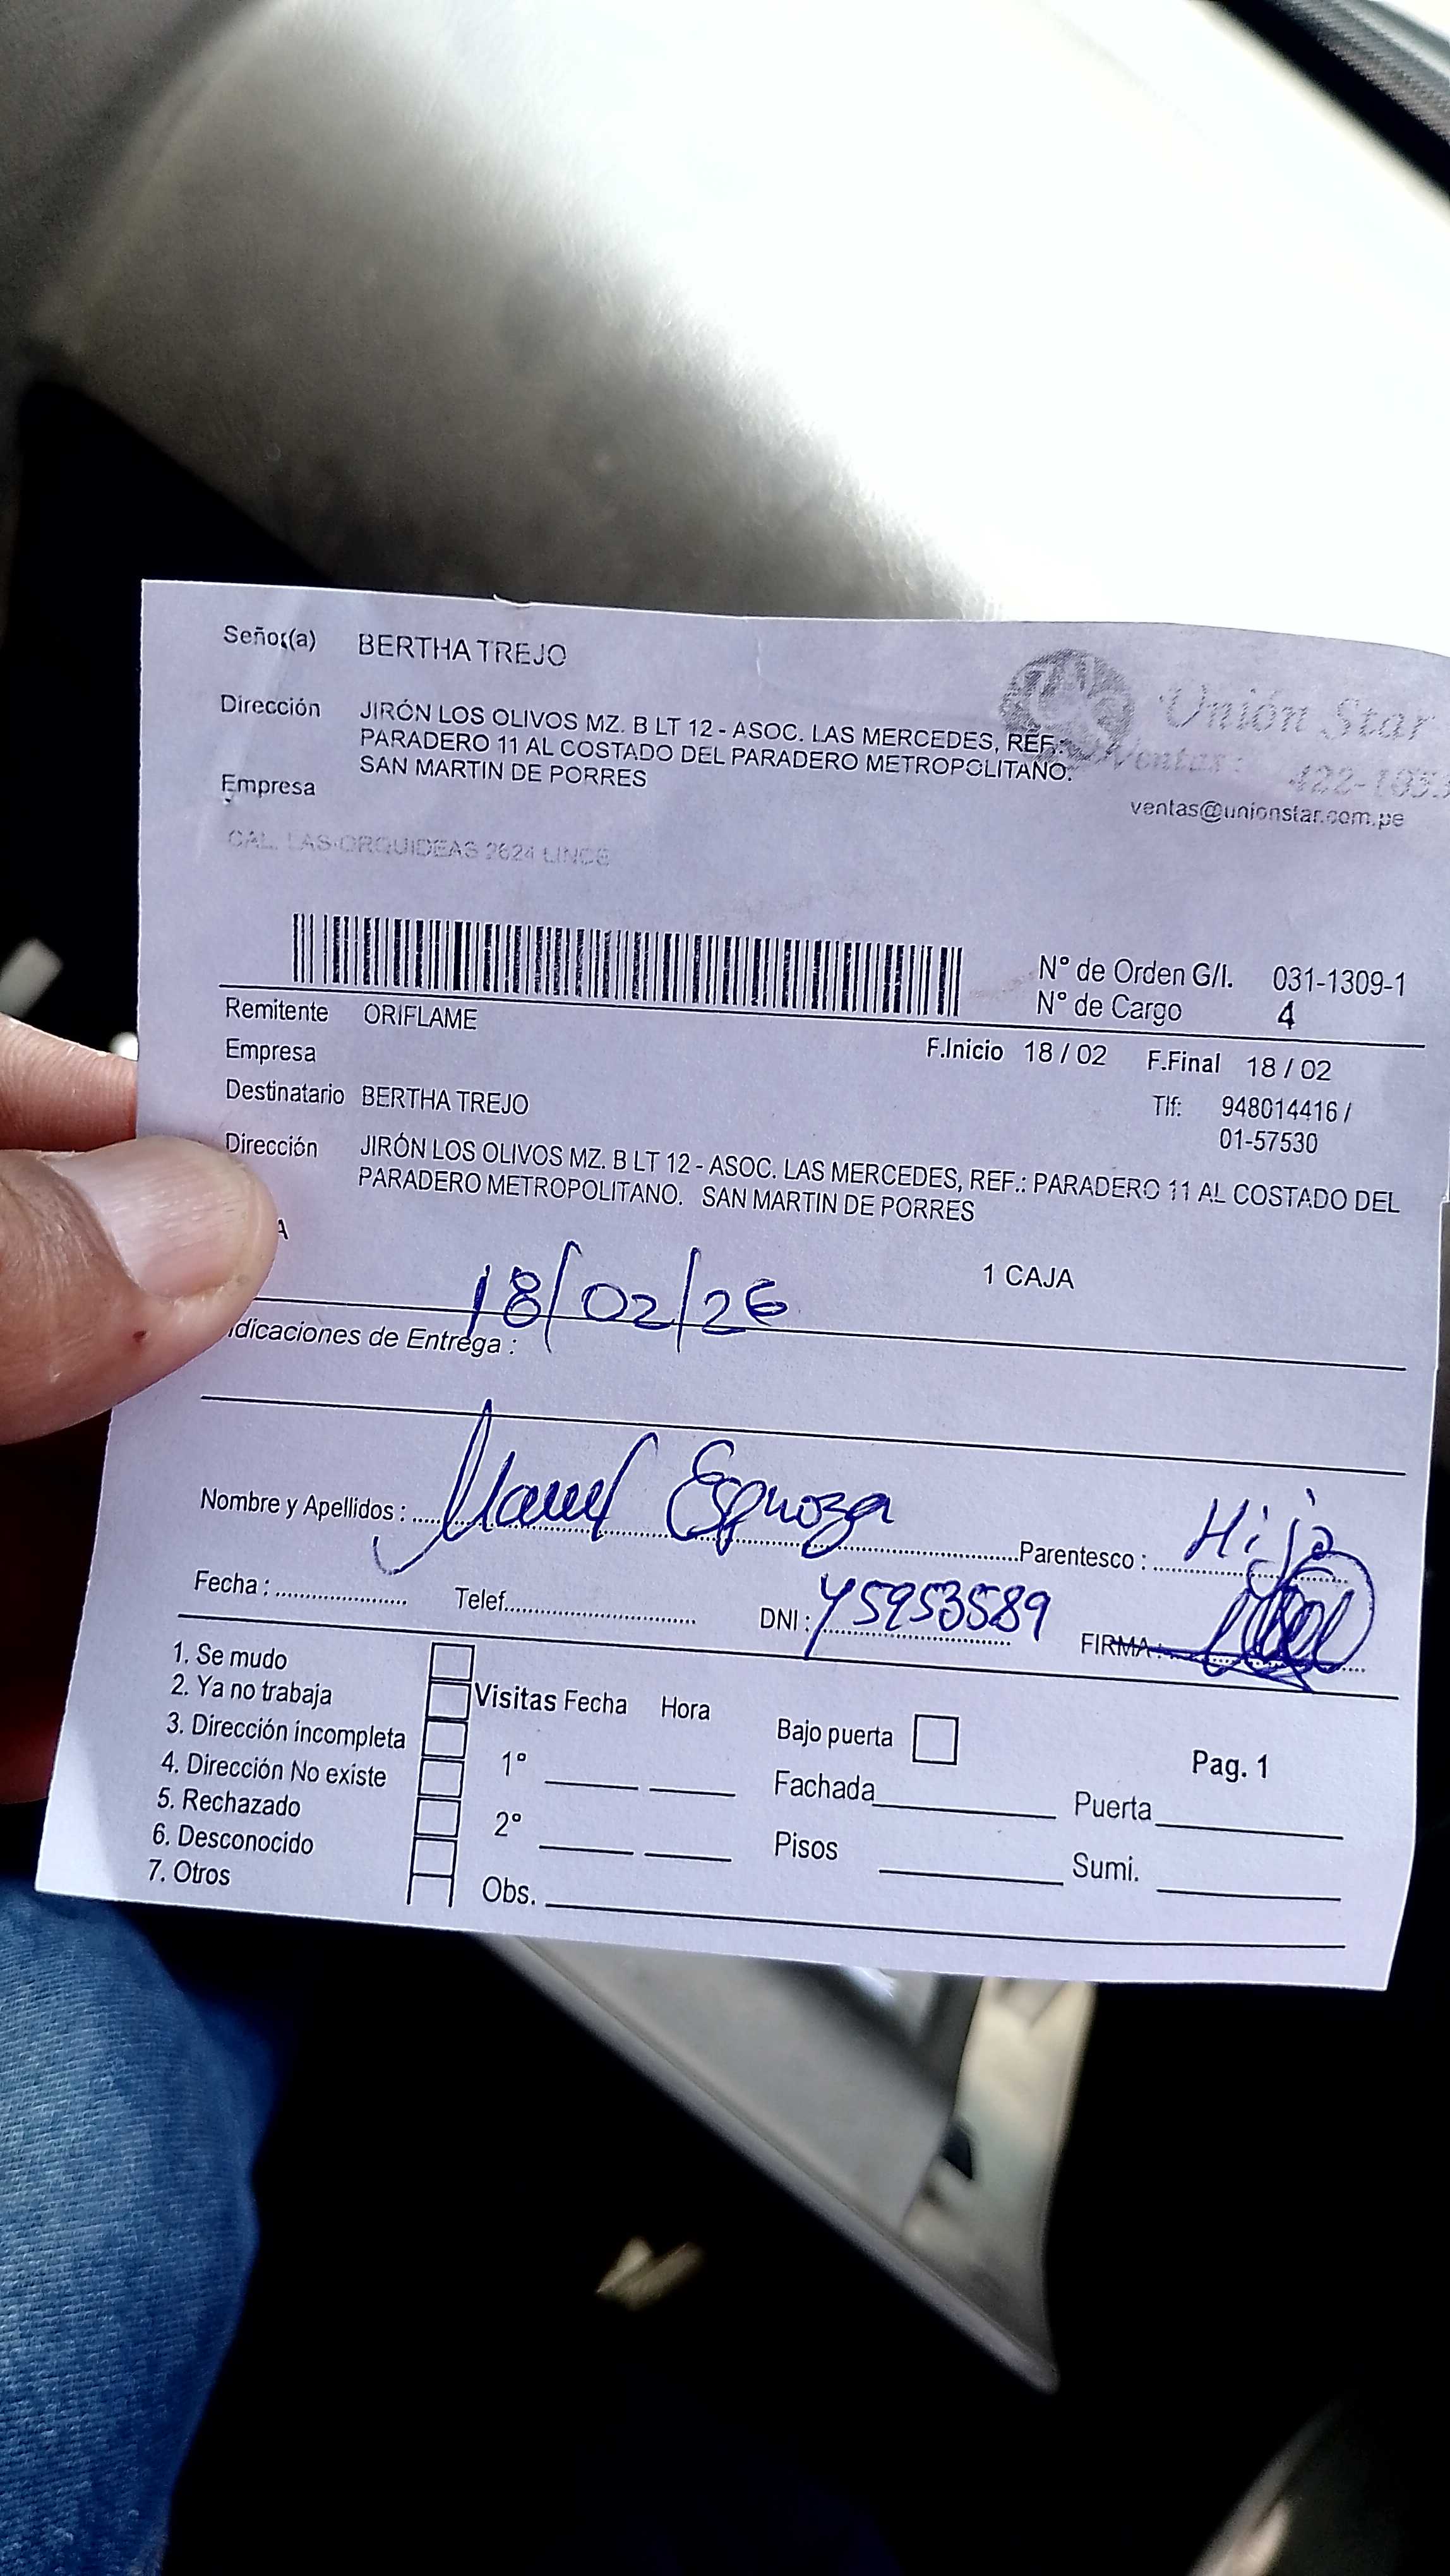 Señor(a) BERTHA TREJO
Dirección JIRÓN LOS OLIVOS MZ. B LT 12 - ASOC. LAS MERCEDES, REF.:
PARADERO 11 AL COSTADO DEL PARADERO METROPOLITANO.
SAN MARTIN DE PORRES
Empresa
Unión Star
Ventas: 422-1053
ventas@unionstar.com.pe
CAL. LAS ORQUIDEAS 2624 LINCE
N° de Orden G/I. 031-1309-1
N° de Cargo 4
Remitente ORIFLAME
Empresa
F.Inicio 18 / 02 F.Final 18 / 02
Destinatario BERTHA TREJO
Tlf: 948014416 /
01-57530
Dirección JIRÓN LOS OLIVOS MZ. B LT 12 - ASOC. LAS MERCEDES, REF.: PARADERO 11 AL COSTADO DEL
PARADERO METROPOLITANO. SAN MARTIN DE PORRES
A
1 CAJA
18/02/26
dicaciones de Entrega :
Nombre y Apellidos : Manuel Espinoza Parentesco : Hijo
Fecha : Telef. DNI : 45953589 FIRMA :
1. Se mudo
2. Ya no trabaja
3. Dirección incompleta
4. Dirección No existe
5. Rechazado
6. Desconocido
7. Otros
Visitas Fecha Hora
1°
2°
Obs.
Bajo puerta
Pag. 1
Fachada Puerta
Pisos Sumi.